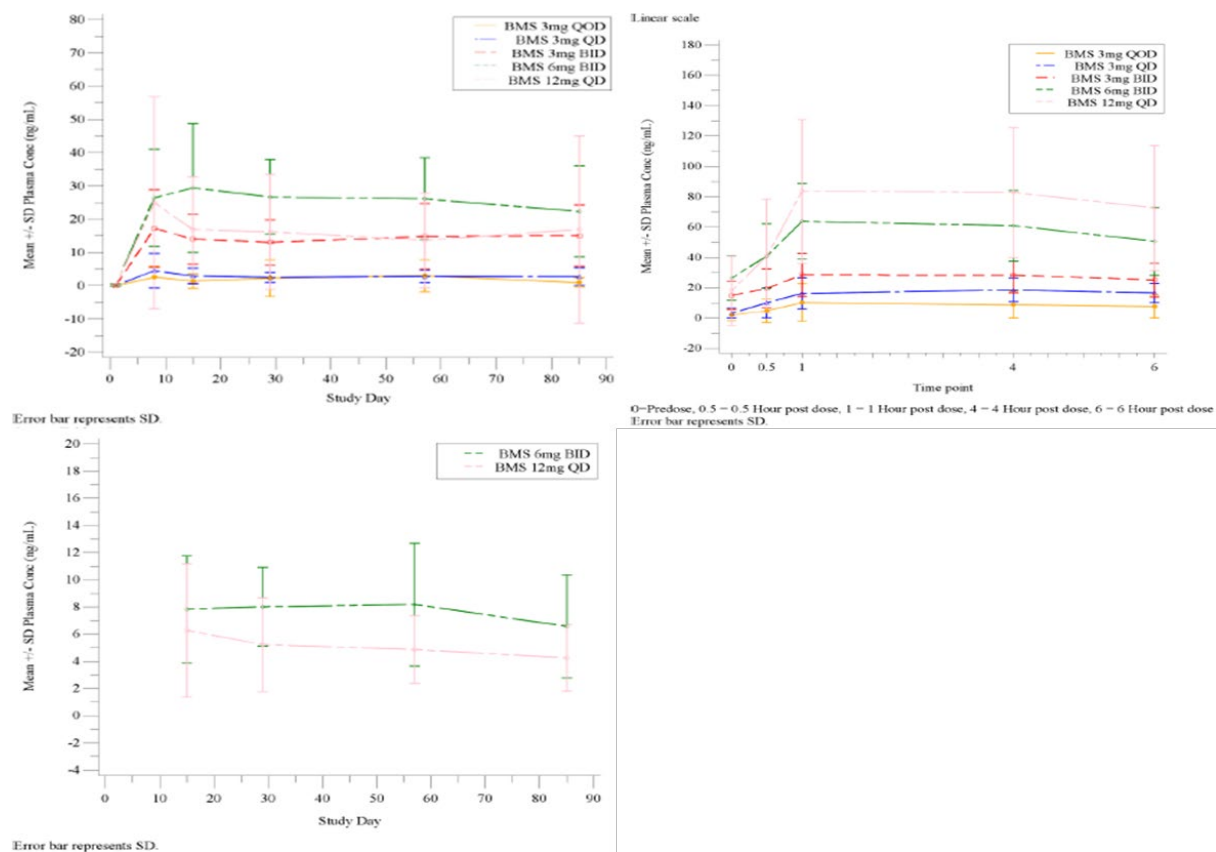 80
70
60
50
40
30
20
10
0
-10
-20
Mean +/- SD Plasma Conc (ng/mL)
BMS 3mg QOD
BMS 3mg QD
BMS 3mg BID
BMS 6mg BID
BMS 12mg QD
0 10 20 30 40 50 60 70 80 90
Study Day
Error bar represents SD.
Linear scale
180
160
140
120
100
80
60
40
20
0
-20
Mean +/- SD Plasma Conc (ng/mL)
BMS 3mg QOD
BMS 3mg QD
BMS 3mg BID
BMS 6mg BID
BMS 12mg QD
0 0.5 1 4 6
Time point
0-Predose, 0.5 - 0.5 Hour post dose, 1 - 1 Hour post dose, 4 - 4 Hour post dose, 6 - 6 Hour post dose
Error bar represents SD.
20
18
16
14
12
10
8
6
4
2
0
-2
-4
Mean +/- SD Plasma Conc (ng/mL)
BMS 6mg BID
BMS 12mg QD
0 10 20 30 40 50 60 70 80 90
Study Day
Error bar represents SD.